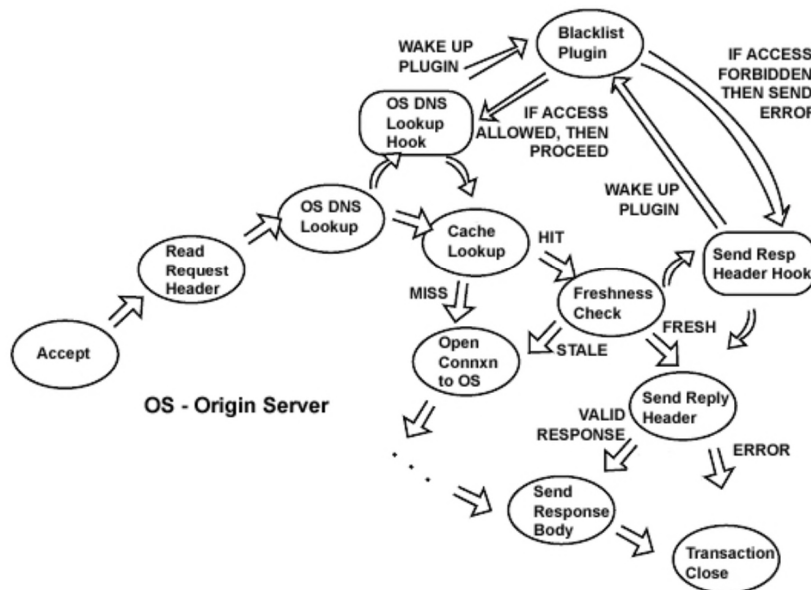 Blacklist
Plugin
WAKE UP
PLUGIN
IF ACCESS
FORBIDDEN,
THEN SEND
ERROR
OS DNS
Lookup
Hook
IF ACCESS
ALLOWED, THEN
PROCEED
WAKE UP
PLUGIN
OS DNS
Lookup
Cache
Lookup
HIT
Send Resp
Header Hook
Read
Request
Header
MISS
Freshness
Check
FRESH
Accept
Open
Connxn
to OS
STALE
OS - Origin Server
Send Reply
Header
VALID
RESPONSE
ERROR
Send
Response
Body
Transaction
Close